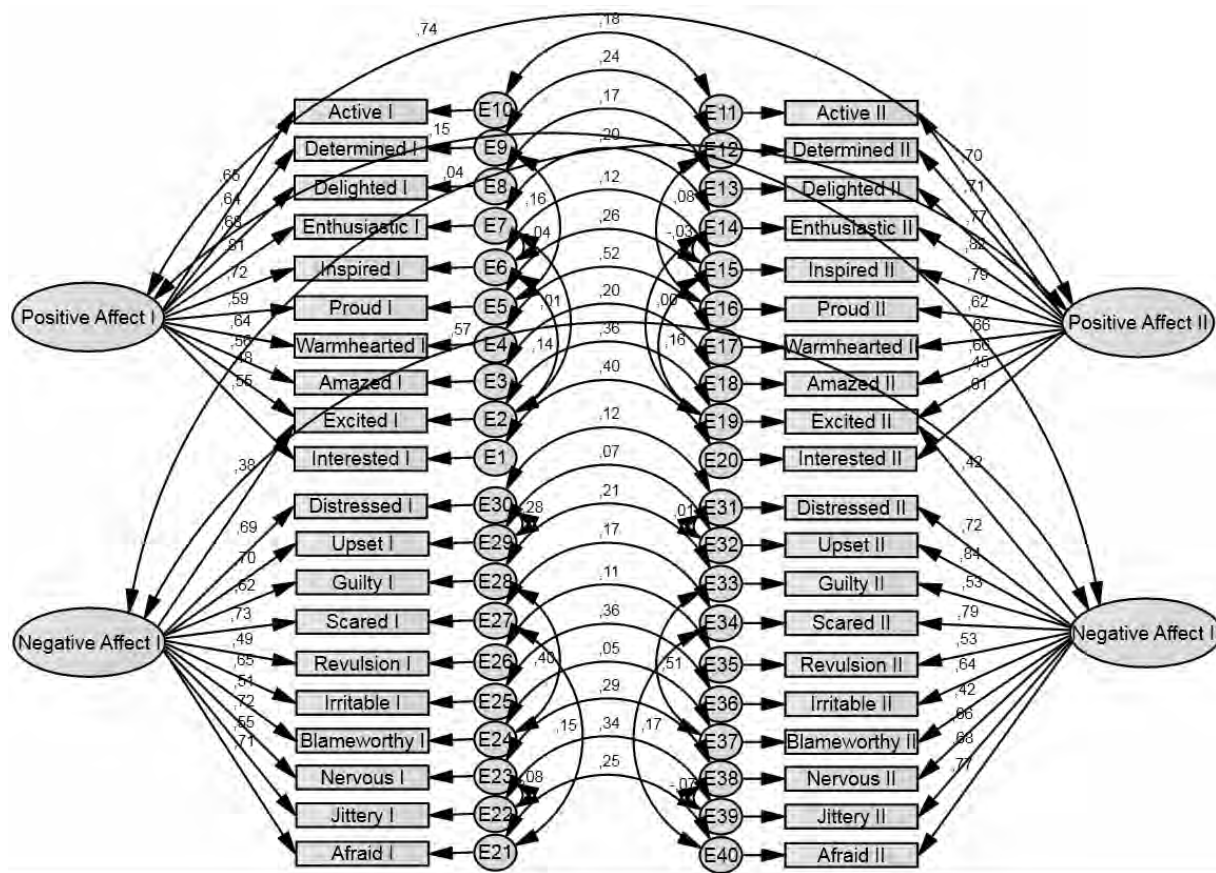 ,74
,18
,24
,17
,20
,12
,26
,52
,20
,36
,40
,12
,07
,21
,17
,11
,36
,05
,29
,34
,25
,15
,04
,57
Active I
Determined I
Delighted I
Enthusiastic I
Inspired I
Proud I
Warmhearted I
Amazed I
Excited I
Interested I
Distressed I
Upset I
Guilty I
Scared I
Revulsion I
Irritable I
Blameworthy I
Nervous I
Jittery I
Afraid I
E10
E9
E8
E7
E6
E5
E4
E3
E2
E1
E30
E29
E28
E27
E26
E25
E24
E23
E22
E21
E11
E12
E13
E14
E15
E16
E17
E18
E19
E20
E31
E32
E33
E34
E35
E36
E37
E38
E39
E40
Active II
Determined II
Delighted II
Enthusiastic II
Inspired II
Proud II
Warmhearted II
Amazed II
Excited II
Interested II
Distressed II
Upset II
Guilty II
Scared II
Revulsion II
Irritable II
Blameworthy II
Nervous II
Jittery II
Afraid II
Positive Affect I
Negative Affect I
Positive Affect II
Negative Affect I
,65
,64
,68
,81
,72
,59
,64
,56
,48
,55
,38
,69
,70
,62
,73
,49
,65
,51
,72
,55
,71
,16
,04
,01
,14
,28
,40
,15
,08
,08
-,03
,00
,16
,01
,51
,17
-,07
,70
,71
,77
,82
,79
,62
,66
,66
,45
,61
,42
,72
,84
,53
,79
,53
,64
,42
,66
,68
,77